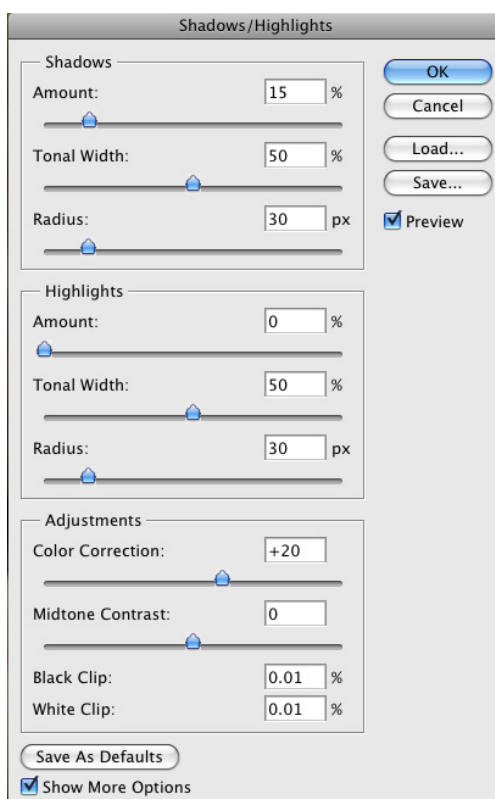 Shadows/Highlights
Shadows
Amount: 15 %
Tonal Width: 50 %
Radius: 30 px
Highlights
Amount: 0 %
Tonal Width: 50 %
Radius: 30 px
Adjustments
Color Correction: +20
Midtone Contrast: 0
Black Clip: 0.01 %
White Clip: 0.01 %
Save As Defaults
Show More Options
OK
Cancel
Load...
Save...
Preview